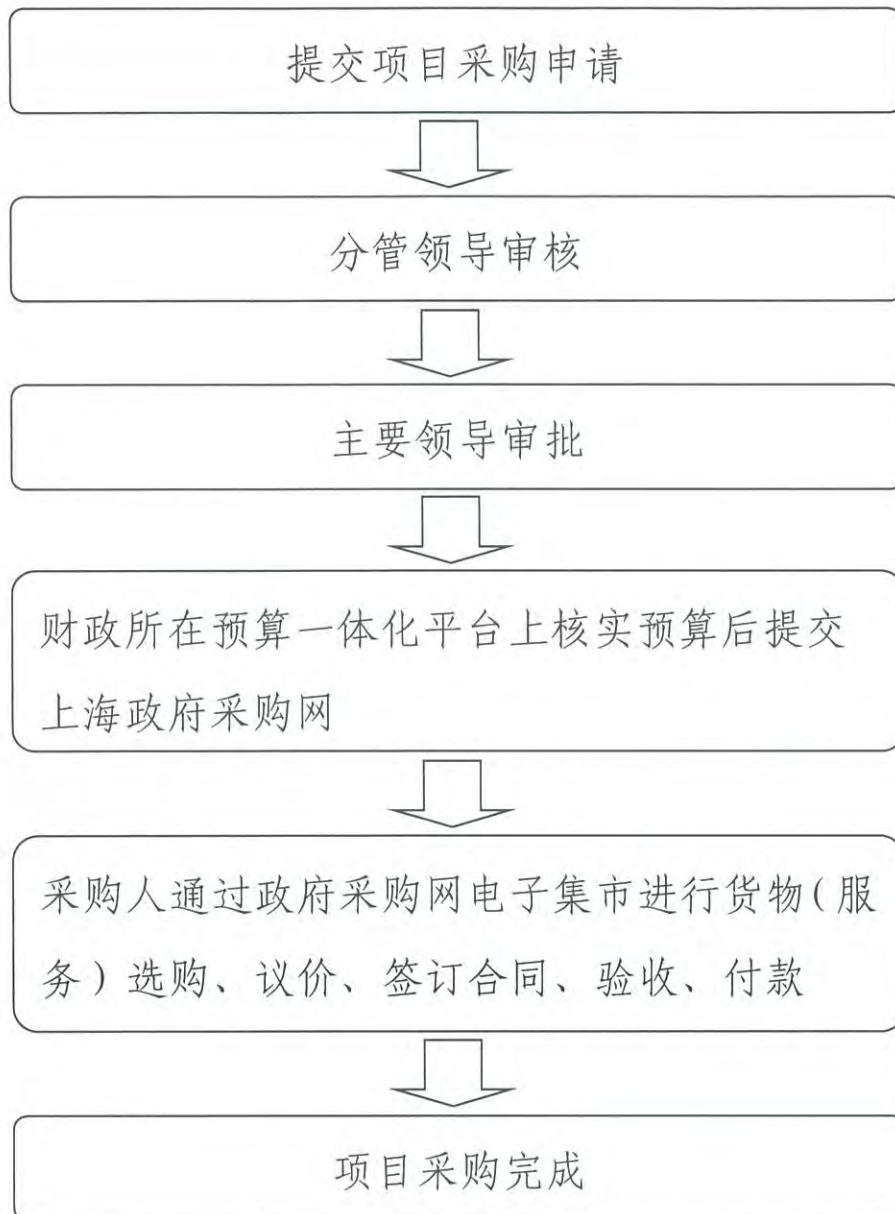 提交项目采购申请
分管领导审核
主要领导审批
财政所在预算一体化平台上核实预算后提交
上海政府采购网
采购人通过政府采购网电子集市进行货物(服
务)选购、议价、签订合同、验收、付款
项目采购完成